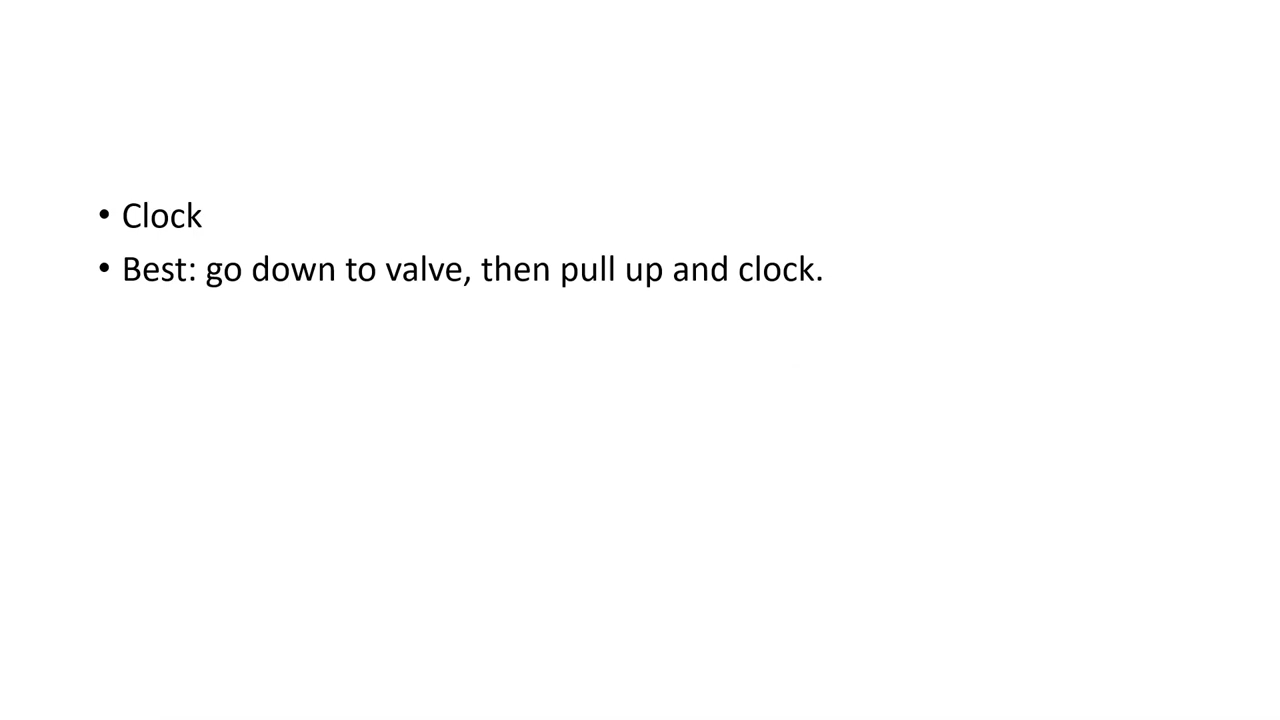 • Clock
• Best: go down to valve, then pull up and clock.